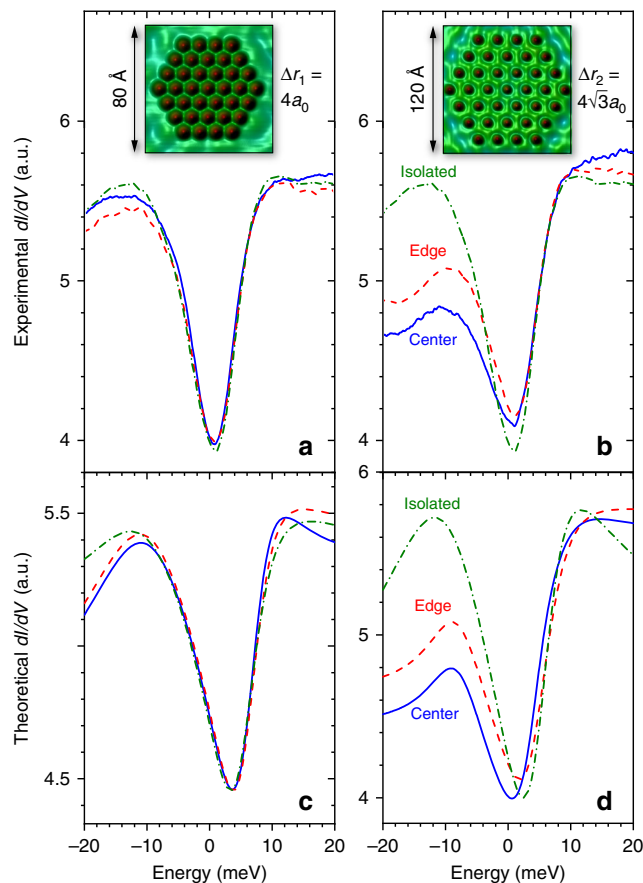 80 Å
Δr₁ =
4a₀
120 Å
Δr₂ =
4√3a₀
Experimental dI/dV (a.u.)
6
5
4
a
Isolated
Edge
Center
6
5
4
b
Theoretical dI/dV (a.u.)
5.5
4.5
c
–20 –10 0 10 20
Energy (meV)
6
5
4
Isolated
Edge
Center
d
–20 –10 0 10 20
Energy (meV)